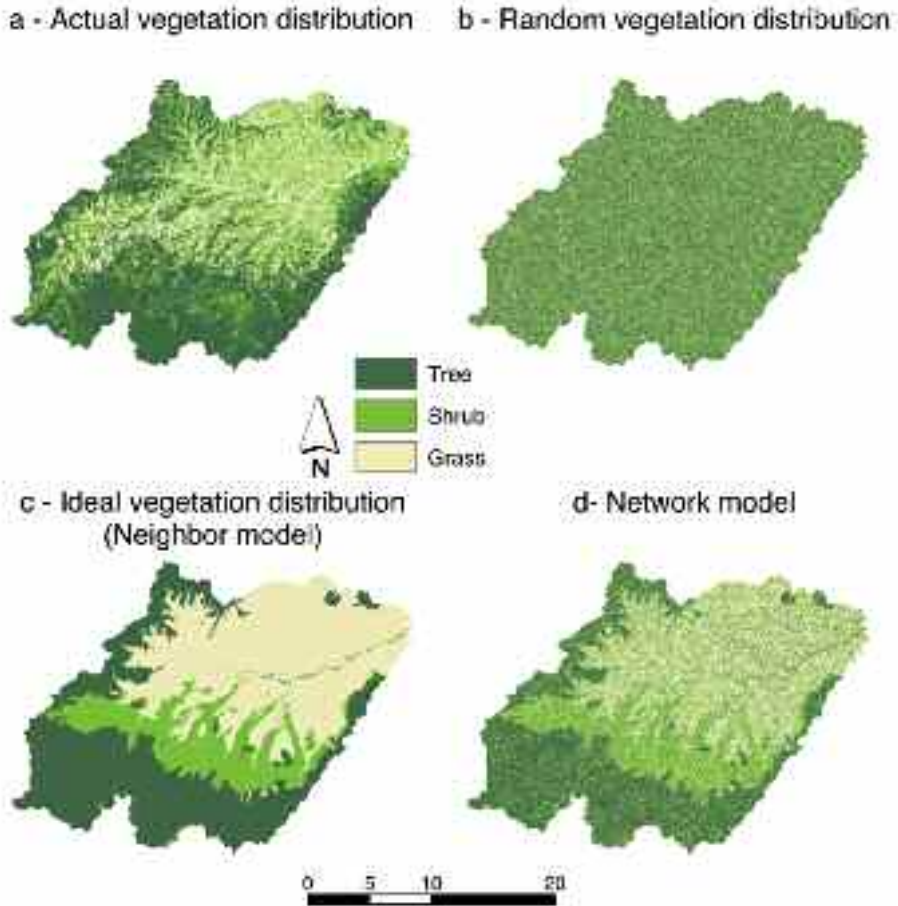 a - Actual vegetation distribution
b - Random vegetation distribution
Tree
Shrub
Grass
N
c - Ideal vegetation distribution
(Neighbor model)
d- Network model
0 5 10 20